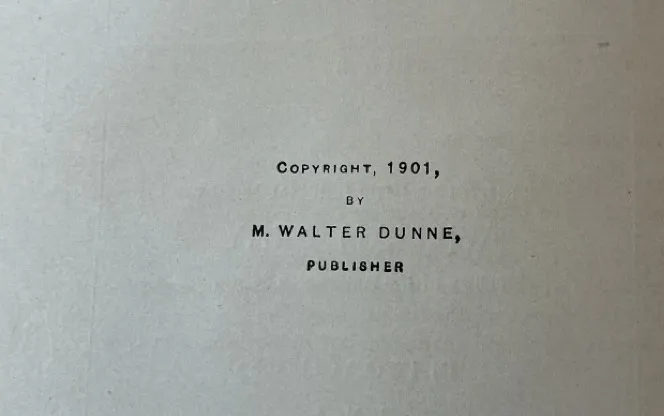 COPYRIGHT, 1901,
BY
M. WALTER DUNNE,
PUBLISHER